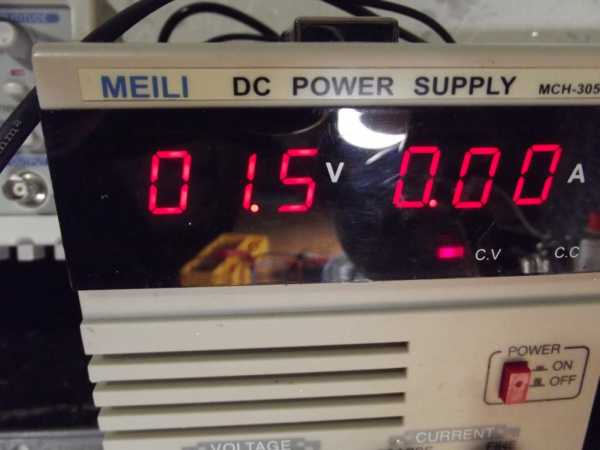 MEILI DC POWER SUPPLY MCH-305
01.5 V 0.00 A
C.V C.C
POWER
ON
OFF
VOLTAGE CURRENT